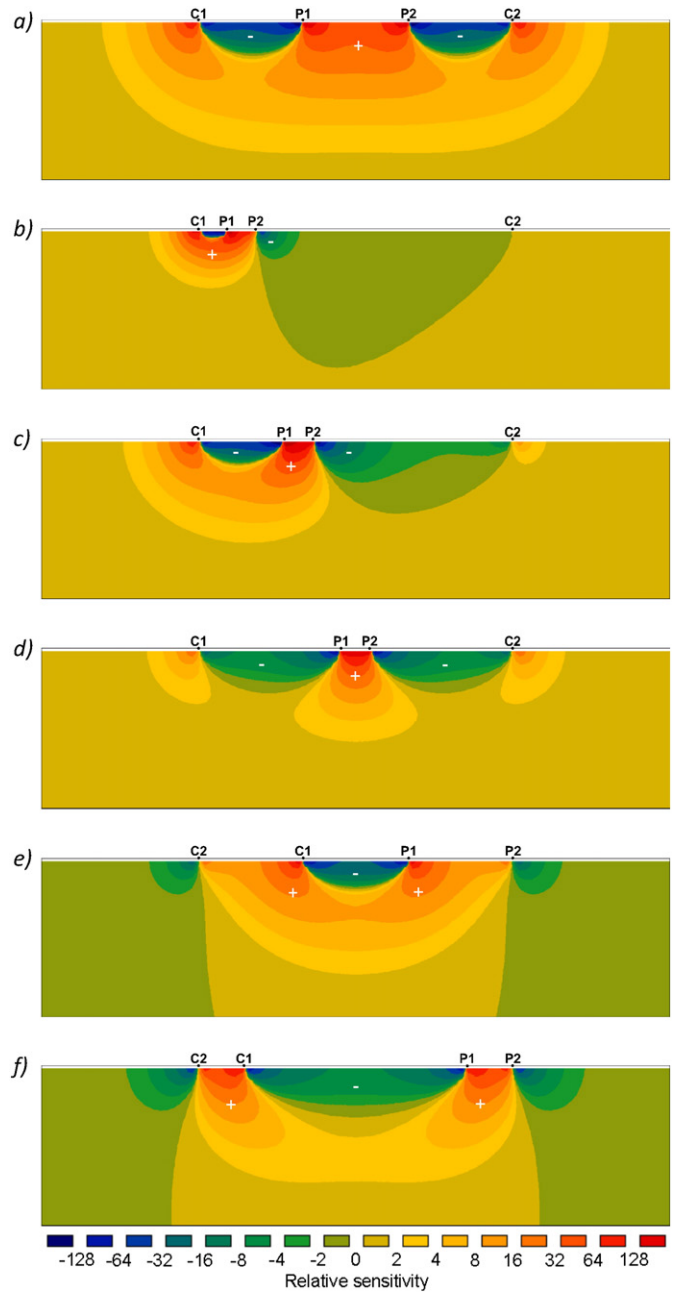 a) C1 P1 P2 C2
- + -
b) C1 P1 P2 C2
+ -
c) C1 P1 P2 C2
- + -
d) C1 P1 P2 C2
- + -
e) C2 C1 P1 P2
+ - +
f) C2 C1 P1 P2
+ - +
-128 -64 -32 -16 -8 -4 -2 0 2 4 8 16 32 64 128
Relative sensitivity